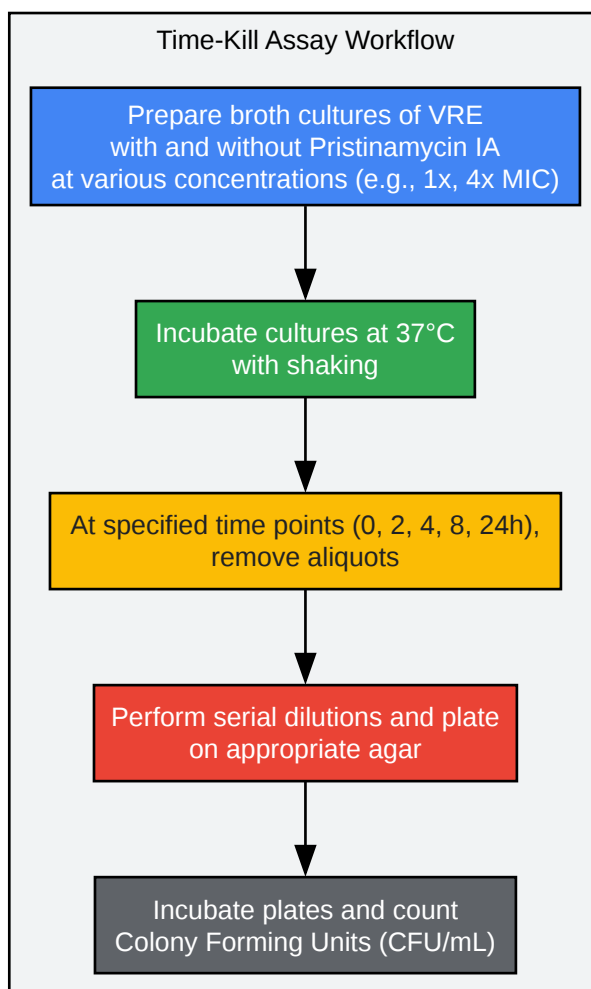 Time-Kill Assay Workflow
Prepare broth cultures of VRE
with and without Pristinamycin IA
at various concentrations (e.g., 1x, 4x MIC)
Incubate cultures at 37°C
with shaking
At specified time points (0, 2, 4, 8, 24h),
remove aliquots
Perform serial dilutions and plate
on appropriate agar
Incubate plates and count
Colony Forming Units (CFU/mL)